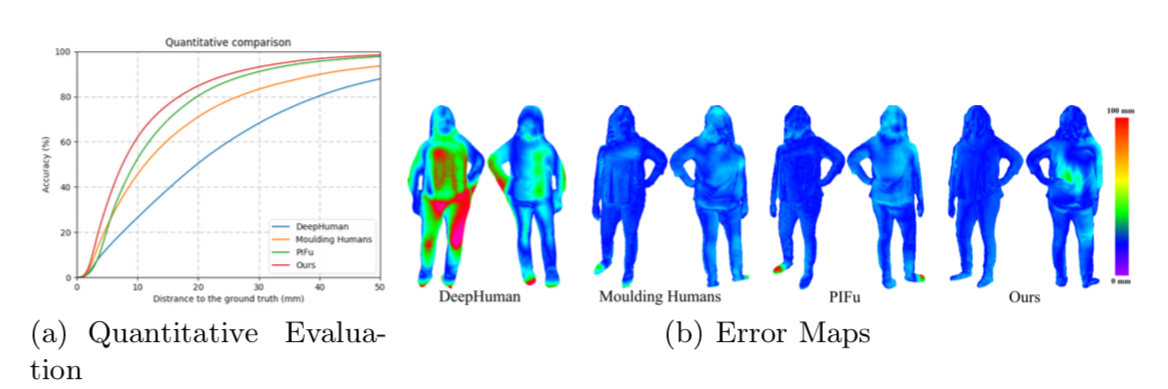 Quantitative comparison
100
80
60
40
20
0
Accuracy (%)
0 10 20 30 40 50
Distrance to the ground truth (mm)
DeepHuman
Moulding Humans
PIFu
Ours
100 mm
0 mm
DeepHuman Moulding Humans PIFu Ours
(a) Quantitative Evalua-
tion
(b) Error Maps